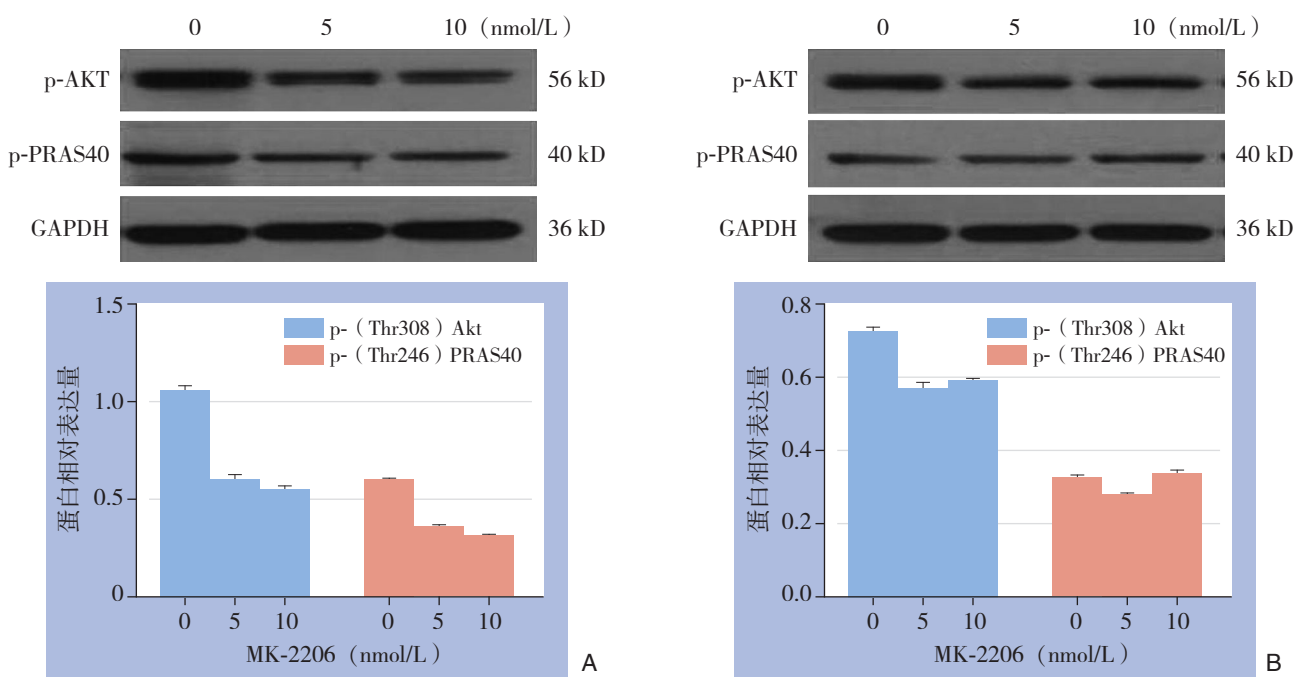 0 5 10（nmol/L）
p-AKT 56 kD
p-PRAS40 40 kD
GAPDH 36 kD
1.5
1.0
0.5
0
蛋白相对表达量
p-（Thr308）Akt
p-（Thr246）PRAS40
0 5 10 0 5 10
MK-2206（nmol/L）
A
0 5 10（nmol/L）
p-AKT 56 kD
p-PRAS40 40 kD
GAPDH 36 kD
0.8
0.6
0.4
0.2
0.0
蛋白相对表达量
p-（Thr308）Akt
p-（Thr246）PRAS40
0 5 10 0 5 10
MK-2206（nmol/L）
B